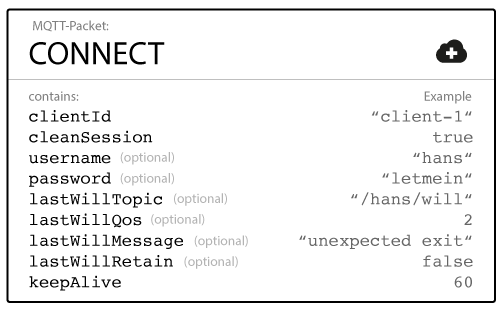 MQTT-Packet:
CONNECT
contains: Example
clientId “client-1“
cleanSession true
username (optional) “hans“
password (optional) “letmein“
lastWillTopic (optional) “/hans/will“
lastWillQos (optional) 2
lastWillMessage (optional) “unexpected exit“
lastWillRetain (optional) false
keepAlive 60